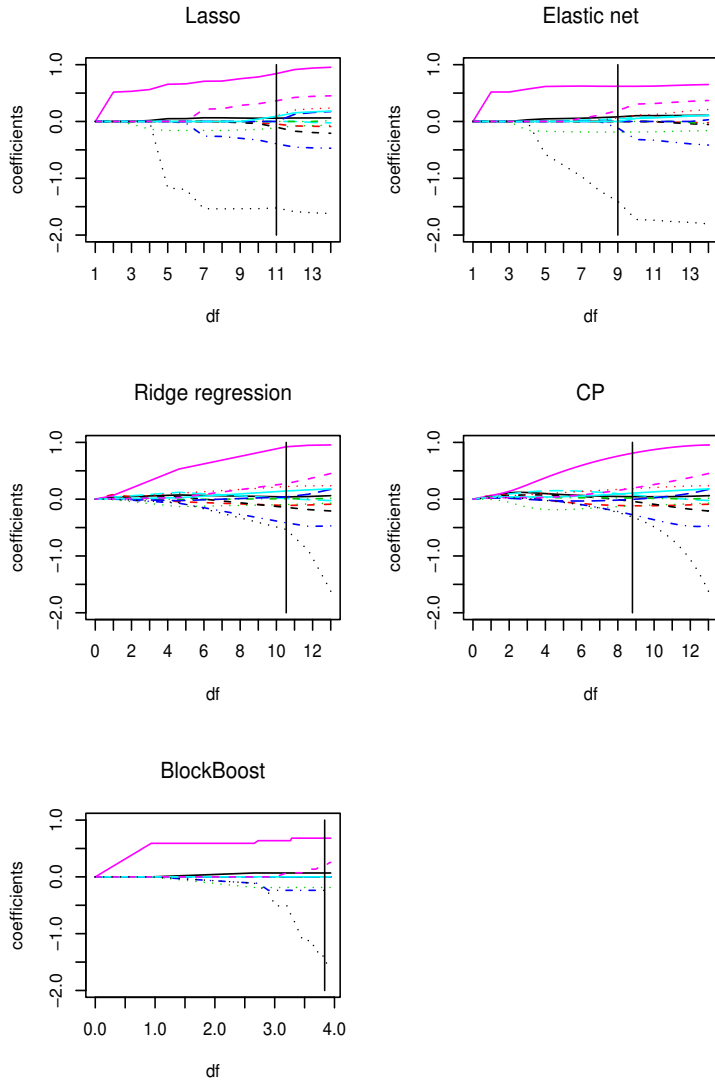 Lasso
coefficients
1.0
0.0
−1.0
−2.0
1 3 5 7 9 11 13
df
Elastic net
coefficients
1.0
0.0
−1.0
−2.0
1 3 5 7 9 11 13
df
Ridge regression
coefficients
1.0
0.0
−1.0
−2.0
0 2 4 6 8 10 12
df
CP
coefficients
1.0
0.0
−1.0
−2.0
0 2 4 6 8 10 12
df
BlockBoost
coefficients
1.0
0.0
−1.0
−2.0
0.0 1.0 2.0 3.0 4.0
df